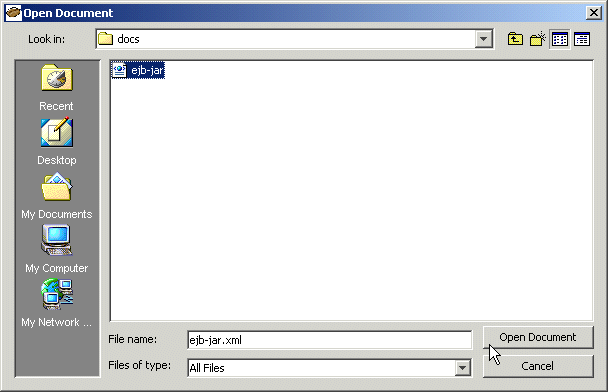 Open Document
Look in:
docs
ejb-jar
Recent
Desktop
My Documents
My Computer
My Network ...
File name:
ejb-jar.xml
Open Document
Files of type:
All Files
Cancel